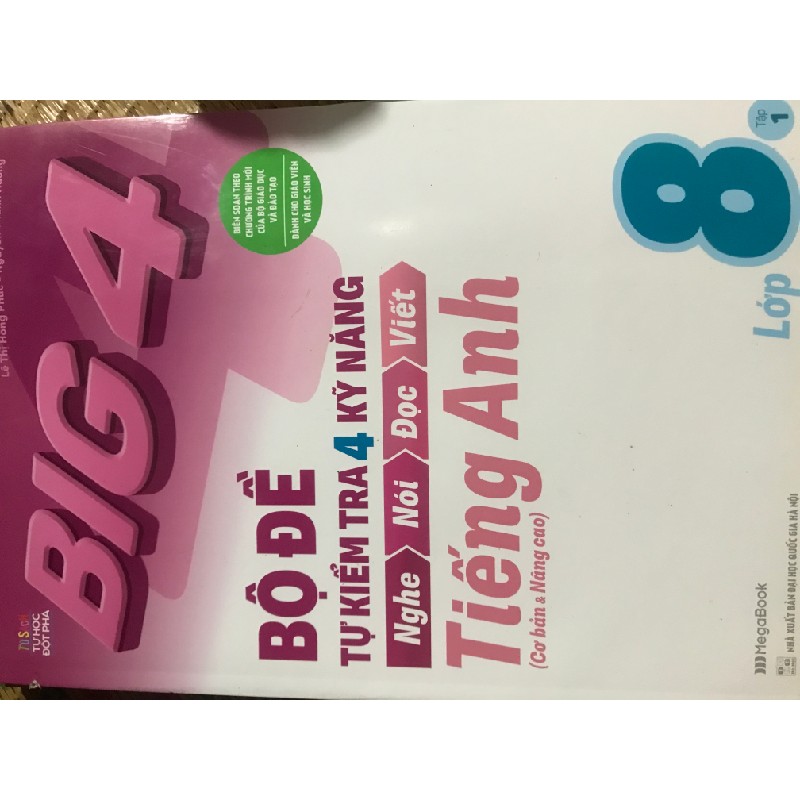 Lê Thị Hồng Phúc
Tủ Sách
TỰ HỌC
ĐỘT PHÁ
BIG 4
BIÊN SOẠN THEO
CHƯƠNG TRÌNH MỚI
CỦA BỘ GIÁO DỤC
VÀ ĐÀO TẠO
DÀNH CHO GIÁO VIÊN
VÀ HỌC SINH
BỘ ĐỀ
TỰ KIỂM TRA 4 KỸ NĂNG
Nghe Nói Đọc Viết
Tiếng Anh
(Cơ bản & Nâng cao)
Lớp 8
Tập 1
MegaBook
NHÀ XUẤT BẢN ĐẠI HỌC QUỐC GIA HÀ NỘI